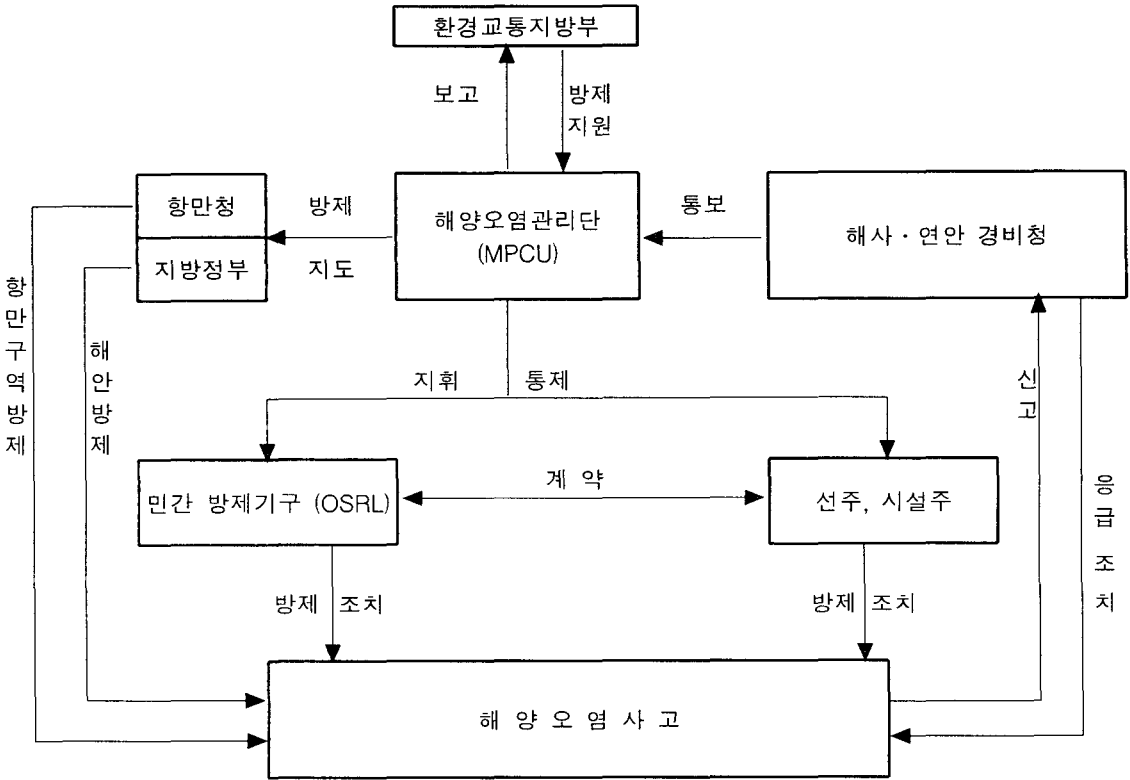 환경교통지방부
보고
방제
지원
항만청
지방정부
방제
지도
해양오염관리단
(MPCU)
통보
해사·연안 경비청
항만구역방제
해안방제
지휘 통제
신고
민간 방제기구 (OSRL)
계 약
선주, 시설주
응급조치
방제 조치
방제 조치
해 양 오 염 사 고